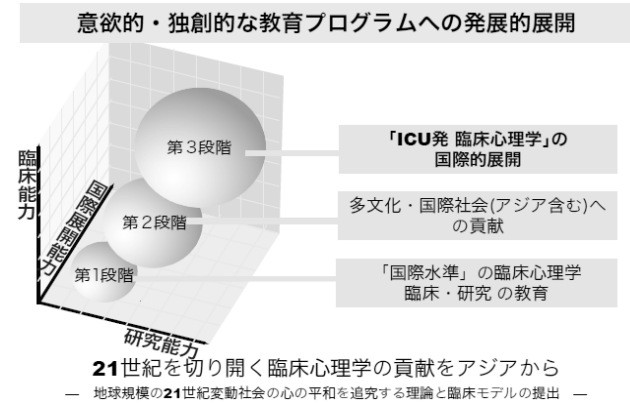 意欲的・独創的な教育プログラムへの発展的展開
臨床能力
国際展開能力
研究能力
第3段階
「ICU発 臨床心理学」の
国際的展開
第2段階
多文化・国際社会(アジア含む)へ
の貢献
第1段階
「国際水準」の臨床心理学
臨床・研究 の教育
21世紀を切り開く臨床心理学の貢献をアジアから
― 地球規模の21世紀変動社会の心の平和を追究する理論と臨床モデルの提出 ―